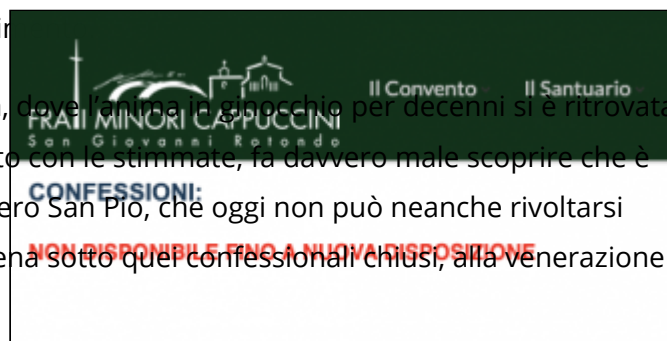 in
Il Convento
Il Santuario
, dove l'anima in ginocchio per decenni si è ritrovata
FRATI MINORI CAPPUCCINI
San Giovanni Rotondo
to con le stimmate, fa davvero male scoprire che è
CONFESSIONI:
ero San Pio, che oggi non può neanche rivoltarsi
NON DISPONIBILE FINO A NUOVA DISPOSIZIONE
ena sotto quei confessionali chiusi, alla venerazione